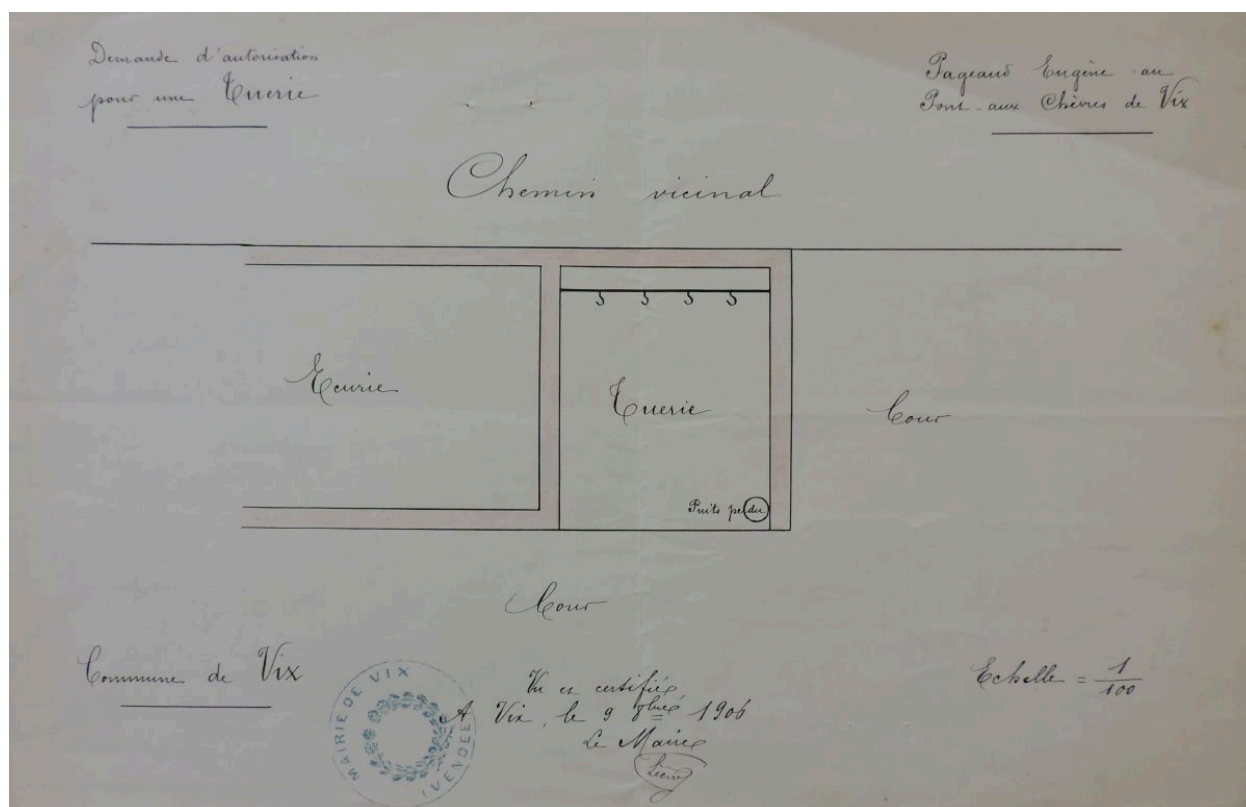 Demande d'autorisation
pour une Tuerie
Pageaud Eugène au
Pont-aux Chèvres de Vix
Chemin vicinal
Ecurie
Tuerie
Cour
Puits perdu
Cour
Commune de Vix
MAIRIE DE VIX
(VENDÉE)
Vu et certifié
A Vix, le 9 8bre 1906
Le Maire
Echelle = 1/100